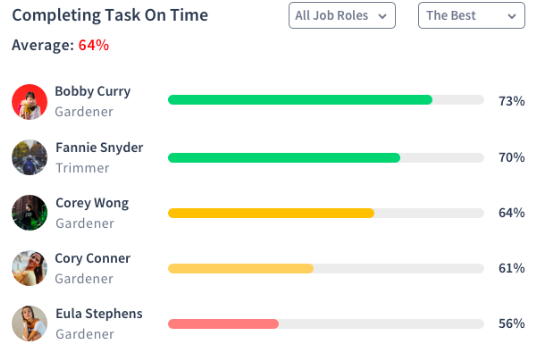 Completing Task On Time
All Job Roles
The Best
Average: 64%
Bobby Curry
Gardener
73%
Fannie Snyder
Trimmer
70%
Corey Wong
Gardener
64%
Cory Conner
Gardener
61%
Eula Stephens
Gardener
56%